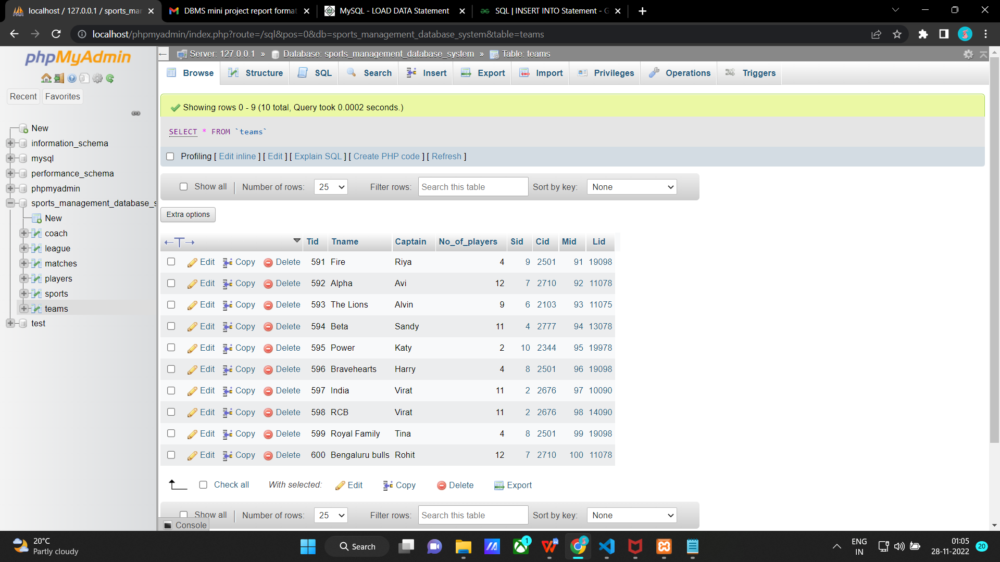 localhost / 127.0.0.1 / sports_mar
DBMS mini project report format
MySQL - LOAD DATA Statement
SQL | INSERT INTO Statement - G
localhost/phpmyadmin/index.php?route=/sql&pos=0&db=sports_management_database_system&table=teams
phpMyAdmin
Recent Favorites
New
information_schema
mysql
performance_schema
phpmyadmin
sports_management_database_s
New
coach
league
matches
players
sports
teams
test
Server: 127.0.0.1 » Database: sports_management_database_system » Table: teams
Browse Structure SQL Search Insert Export Import Privileges Operations Triggers
Showing rows 0 - 9 (10 total, Query took 0.0002 seconds.)
SELECT * FROM `teams`
Profiling [ Edit inline ] [ Edit ] [ Explain SQL ] [ Create PHP code ] [ Refresh ]
Show all | Number of rows: 25 Filter rows: Search this table Sort by key: None
Extra options
←T→ Tid Tname Captain No_of_players Sid Cid Mid Lid
Edit Copy Delete 591 Fire Riya 4 9 2501 91 19098
Edit Copy Delete 592 Alpha Avi 12 7 2710 92 11078
Edit Copy Delete 593 The Lions Alvin 9 6 2103 93 11075
Edit Copy Delete 594 Beta Sandy 11 4 2777 94 13078
Edit Copy Delete 595 Power Katy 2 10 2344 95 19978
Edit Copy Delete 596 Bravehearts Harry 4 8 2501 96 19098
Edit Copy Delete 597 India Virat 11 2 2676 97 10090
Edit Copy Delete 598 RCB Virat 11 2 2676 98 14090
Edit Copy Delete 599 Royal Family Tina 4 8 2501 99 19098
Edit Copy Delete 600 Bengaluru bulls Rohit 12 7 2710 100 11078
Check all With selected: Edit Copy Delete Export
Show all | Number of rows: 25 Filter rows: Search this table Sort by key: None
Console
20°C
Partly cloudy
Search
1
ENG
IN
01:05
28-11-2022
20